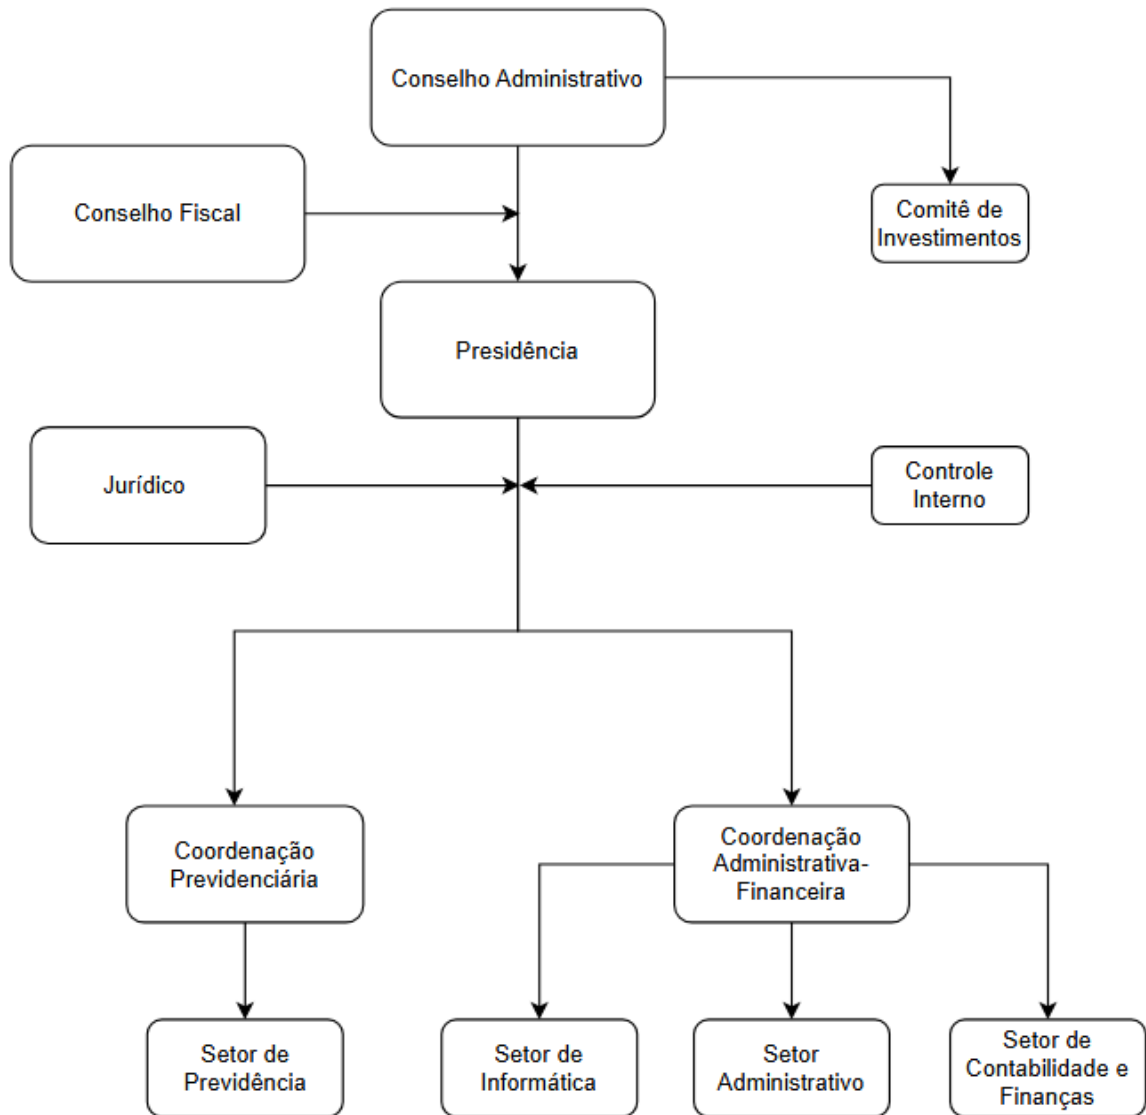 Conselho Administrativo
Conselho Fiscal
Comitê de
Investimentos
Presidência
Jurídico
Controle
Interno
Coordenação
Previdenciária
Coordenação
Administrativa-
Financeira
Setor de
Previdência
Setor de
Informática
Setor
Administrativo
Setor de
Contabilidade e
Finanças